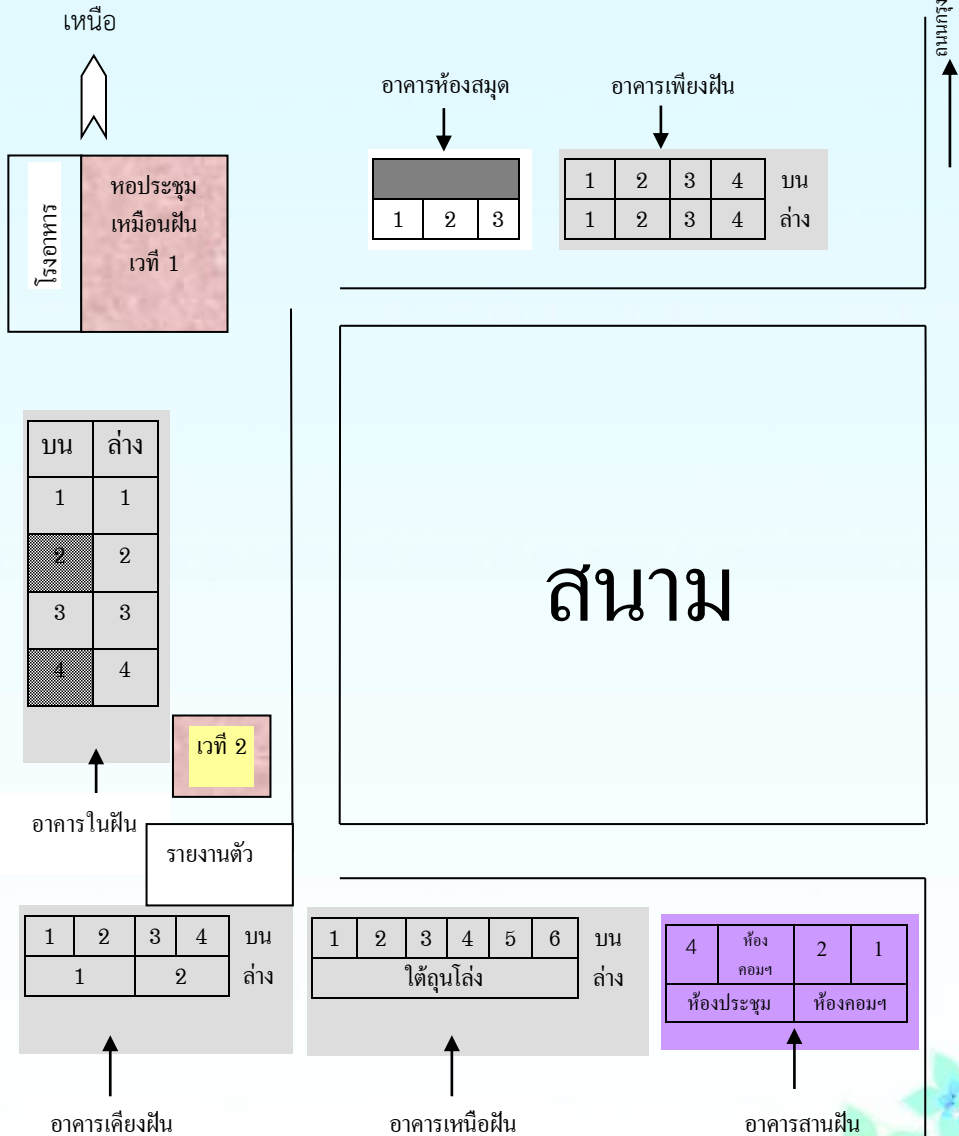 เหนือ
ถนนเข้า
อาคารห้องสมุด
อาคารเพียงฝัน
1 2 3
1 2 3 4 บน
1 2 3 4 ล่าง
โรงอาหาร
หอประชุม
เหมือนฝัน
เวที 1
บน ล่าง
1 1
2 2
3 3
4 4
สนาม
เวที 2
อาคารในฝัน
รายงานตัว
1 2 3 4 บน
1 2 ล่าง
1 2 3 4 5 6 บน
ใต้ถุนโล่ง ล่าง
4 ห้อง
คอมฯ
2 1
ห้องประชุม ห้องคอมฯ
อาคารเคียงฝัน
อาคารเหนือฝัน
อาคารสานฝัน